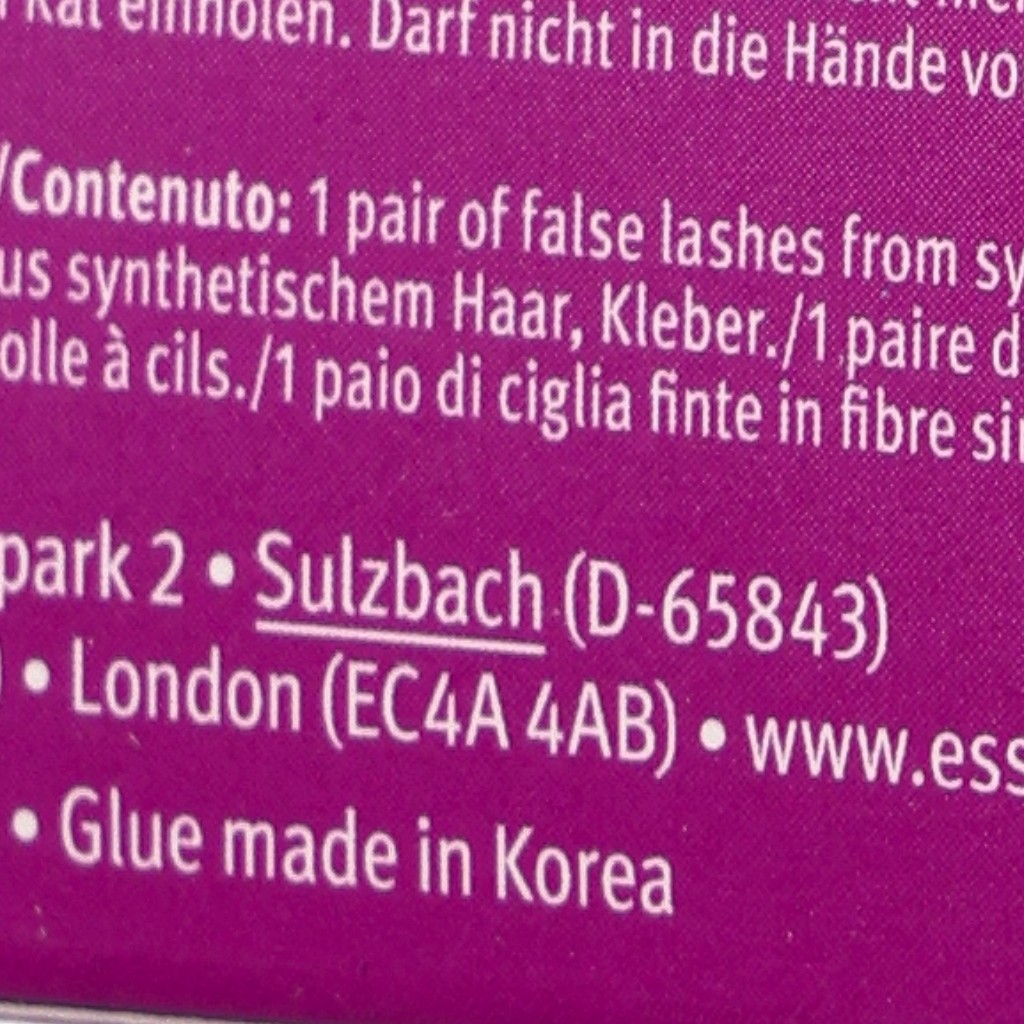 Rat einholen. Darf nicht in die Hände vo
/Contenuto: 1 pair of false lashes from sy
us synthetischem Haar, Kleber./1 paire d
olle à cils./1 paio di ciglia finte in fibre sin
park 2 • Sulzbach (D-65843)
) • London (EC4A 4AB) • www.ess
• Glue made in Korea